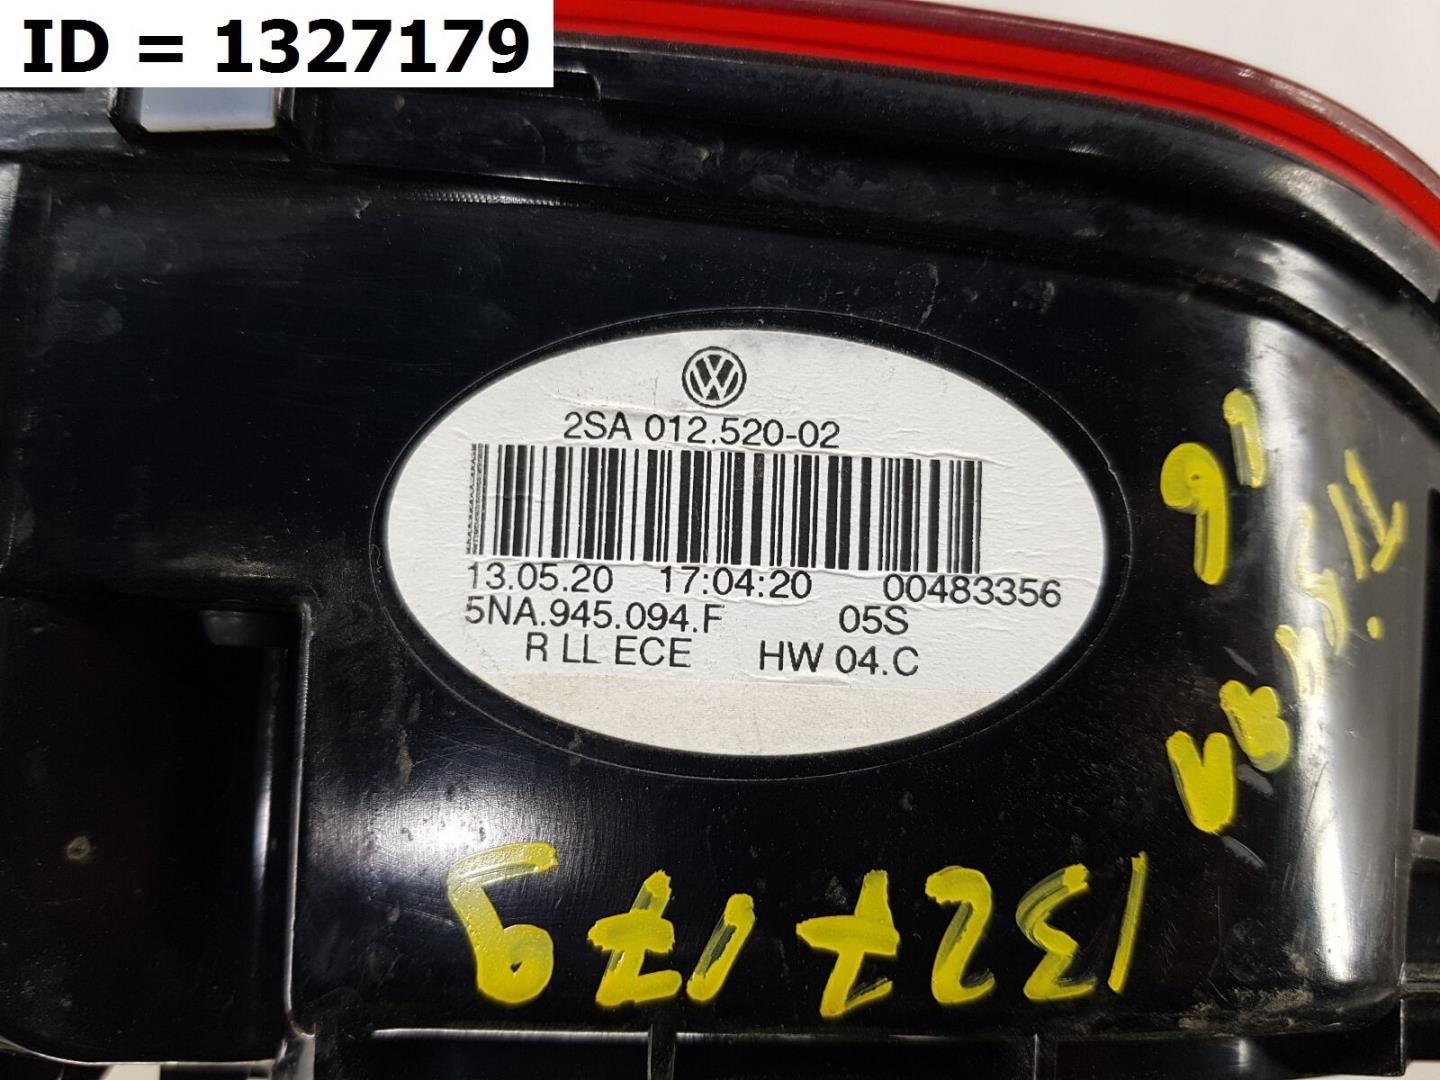 ID = 1327179
2SA 012.520-02
13.05.20 17:04:20 00483356
5NA.945.094.F 05S
R LL ECE HW 04.C
1327179